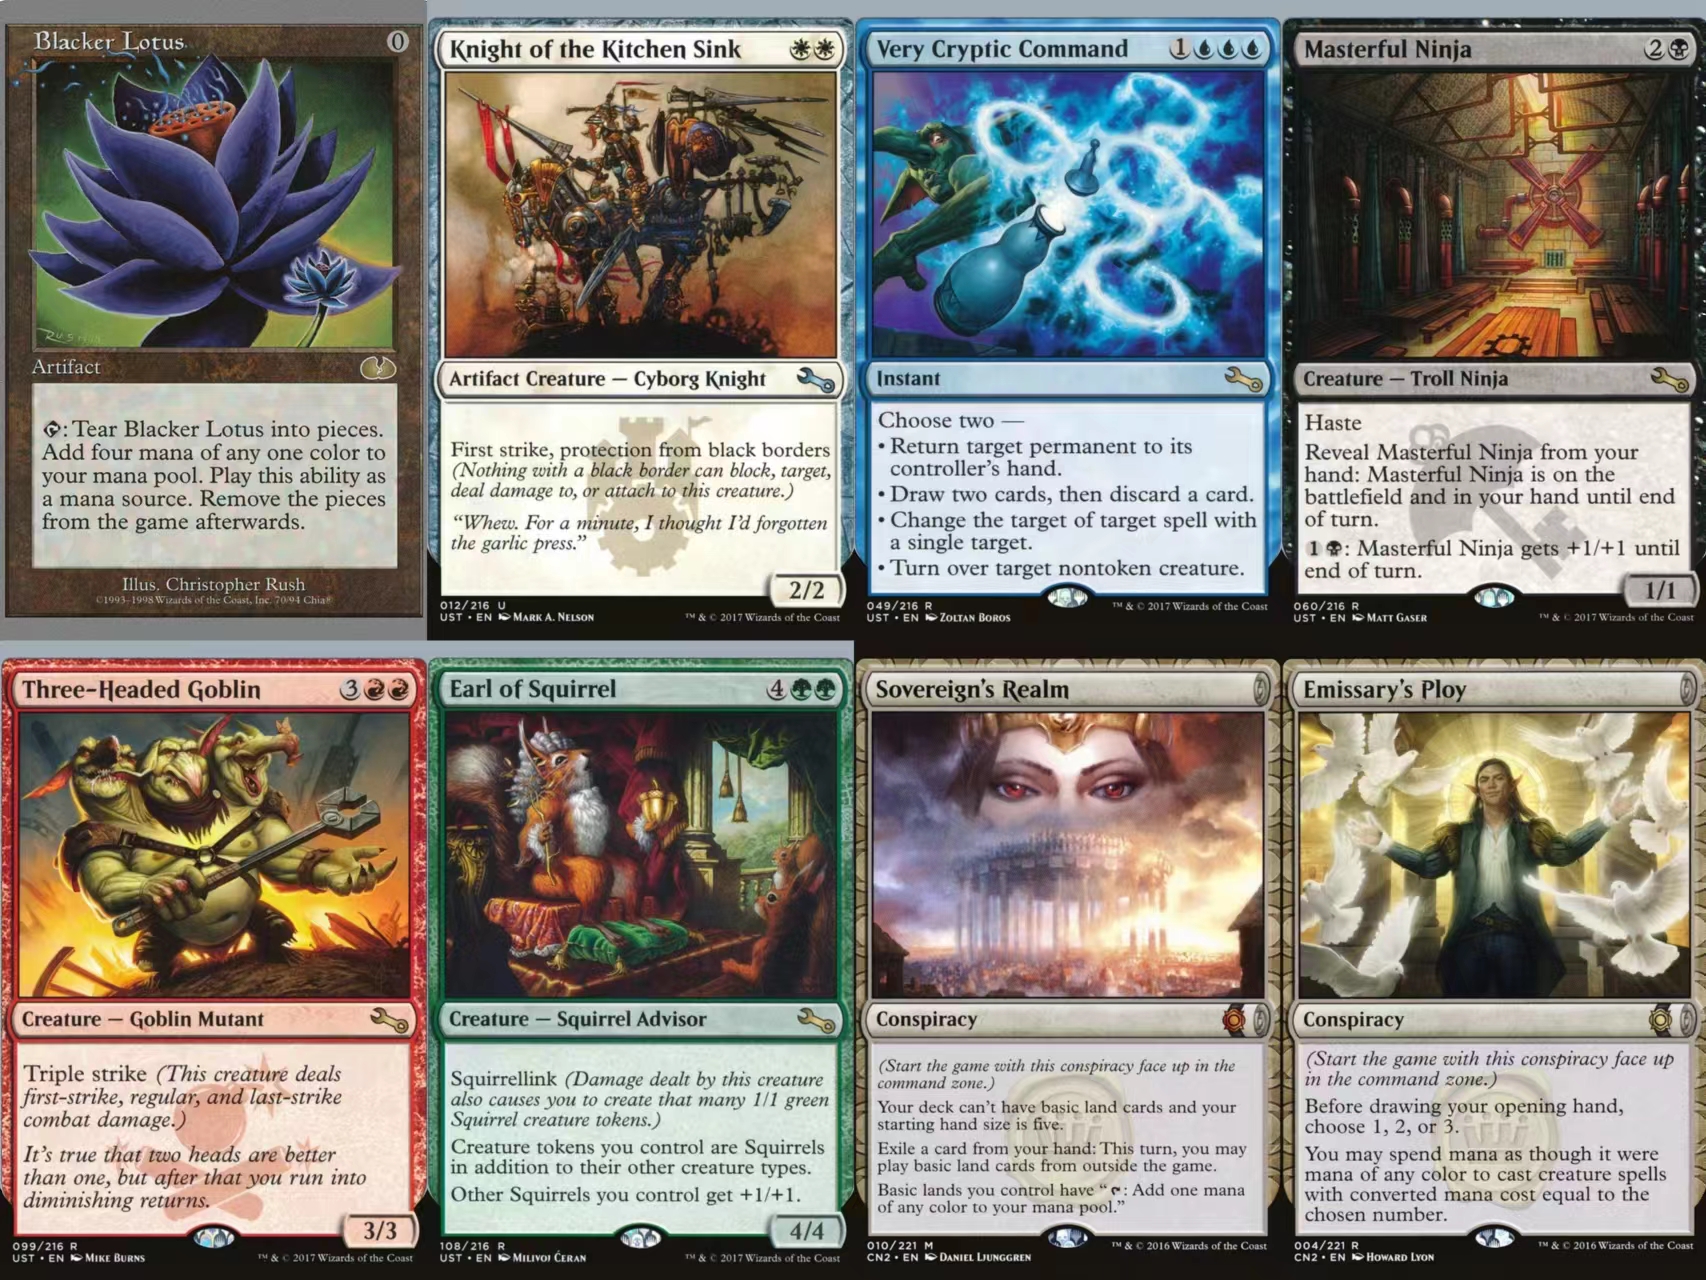 Blacker Lotus 0
Artifact
: Tear Blacker Lotus into pieces.
Add four mana of any one color to
your mana pool. Play this ability as
a mana source. Remove the pieces
from the game afterwards.
Illus. Christopher Rush
©1993-1998 Wizards of the Coast, Inc. 70/94 Chia®
Knight of the Kitchen Sink
Artifact Creature — Cyborg Knight
First strike, protection from black borders
(Nothing with a black border can block, target,
deal damage to, or attach to this creature.)
“Whew. For a minute, I thought I’d forgotten
the garlic press.”
2/2
012/216 U
UST • EN MARK A. NELSON
™ & © 2017 Wizards of the Coast
Very Cryptic Command 1
Instant
Choose two —
• Return target permanent to its
controller’s hand.
• Draw two cards, then discard a card.
• Change the target of target spell with
a single target.
• Turn over target nontoken creature.
049/216 R
UST • EN ZOLTAN BOROS
™ & © 2017 Wizards of the Coast
Masterful Ninja 2
Creature — Troll Ninja
Haste
Reveal Masterful Ninja from your
hand: Masterful Ninja is on the
battlefield and in your hand until end
of turn.
1 : Masterful Ninja gets +1/+1 until
end of turn.
1/1
060/216 R
UST • EN MATT GASER
™ & © 2017 Wizards of the Coast
Three-Headed Goblin 3
Creature — Goblin Mutant
Triple strike (This creature deals
first-strike, regular, and last-strike
combat damage.)
It’s true that two heads are better
than one, but after that you run into
diminishing returns.
3/3
099/216 R
UST • EN MIKE BURNS
™ & © 2017 Wizards of the Coast
Earl of Squirrel 4
Creature — Squirrel Advisor
Squirrellink (Damage dealt by this creature
also causes you to create that many 1/1 green
Squirrel creature tokens.)
Creature tokens you control are Squirrels
in addition to their other creature types.
Other Squirrels you control get +1/+1.
4/4
108/216 R
UST • EN MILIVOJ ĆERAN
™ & © 2017 Wizards of the Coast
Sovereign’s Realm
Conspiracy
(Start the game with this conspiracy face up in the
command zone.)
Your deck can’t have basic land cards and your
starting hand size is five.
Exile a card from your hand: This turn, you may
play basic land cards from outside the game.
Basic lands you control have “ : Add one mana
of any color to your mana pool.”
010/221 M
CN2 • EN DANIEL LJUNGGREN
™ & © 2016 Wizards of the Coast
Emissary’s Ploy
Conspiracy
(Start the game with this conspiracy face up
in the command zone.)
Before drawing your opening hand,
choose 1, 2, or 3.
You may spend mana as though it were
mana of any color to cast creature spells
with converted mana cost equal to the
chosen number.
004/221 R
CN2 • EN HOWARD LYON
™ & © 2016 Wizards of the Coast